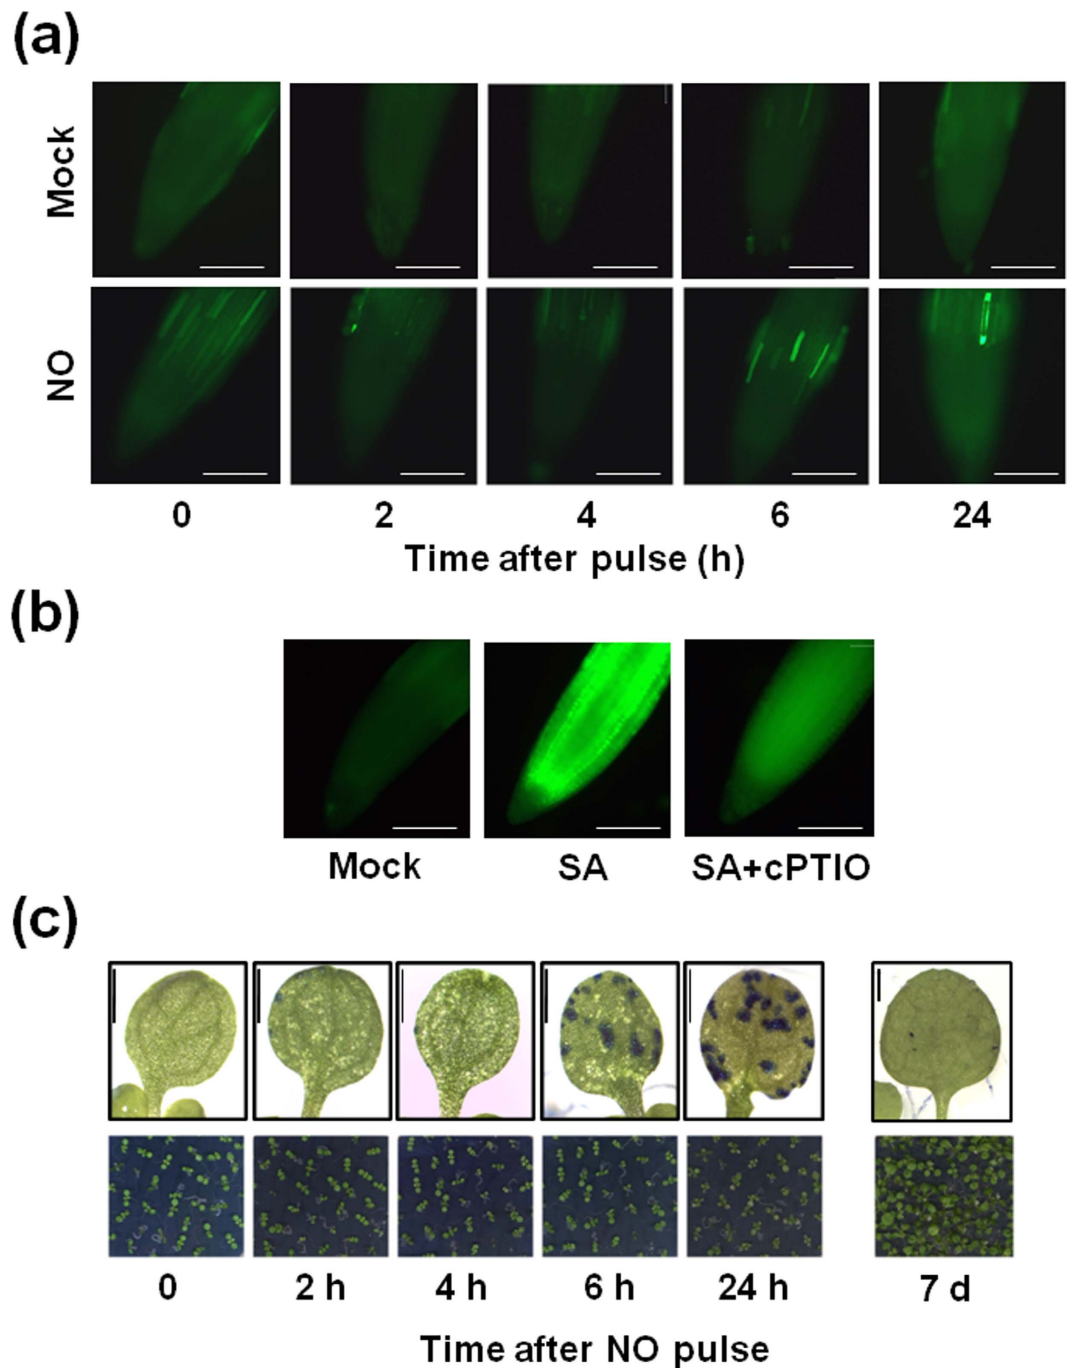 (a)
Mock
NO
0 2 4 6 24
Time after pulse (h)
(b)
Mock SA SA+cPTIO
(c)
0 2 h 4 h 6 h 24 h 7 d
Time after NO pulse